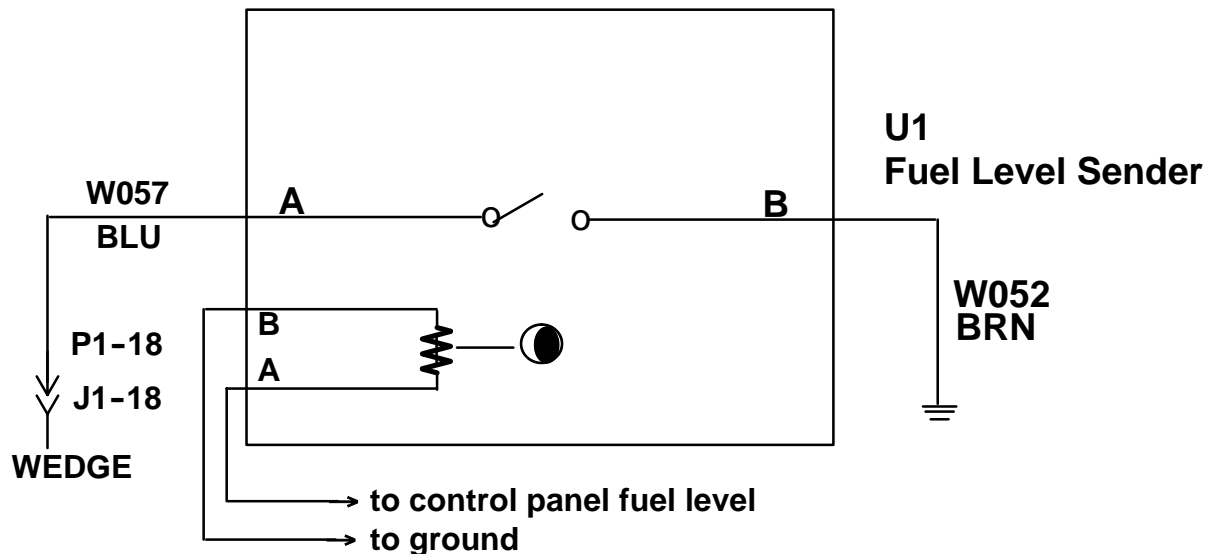 U1
Fuel Level Sender
W057
A
B
BLU
W052
BRN
B
P1-18
A
J1-18
WEDGE
to control panel fuel level
to ground